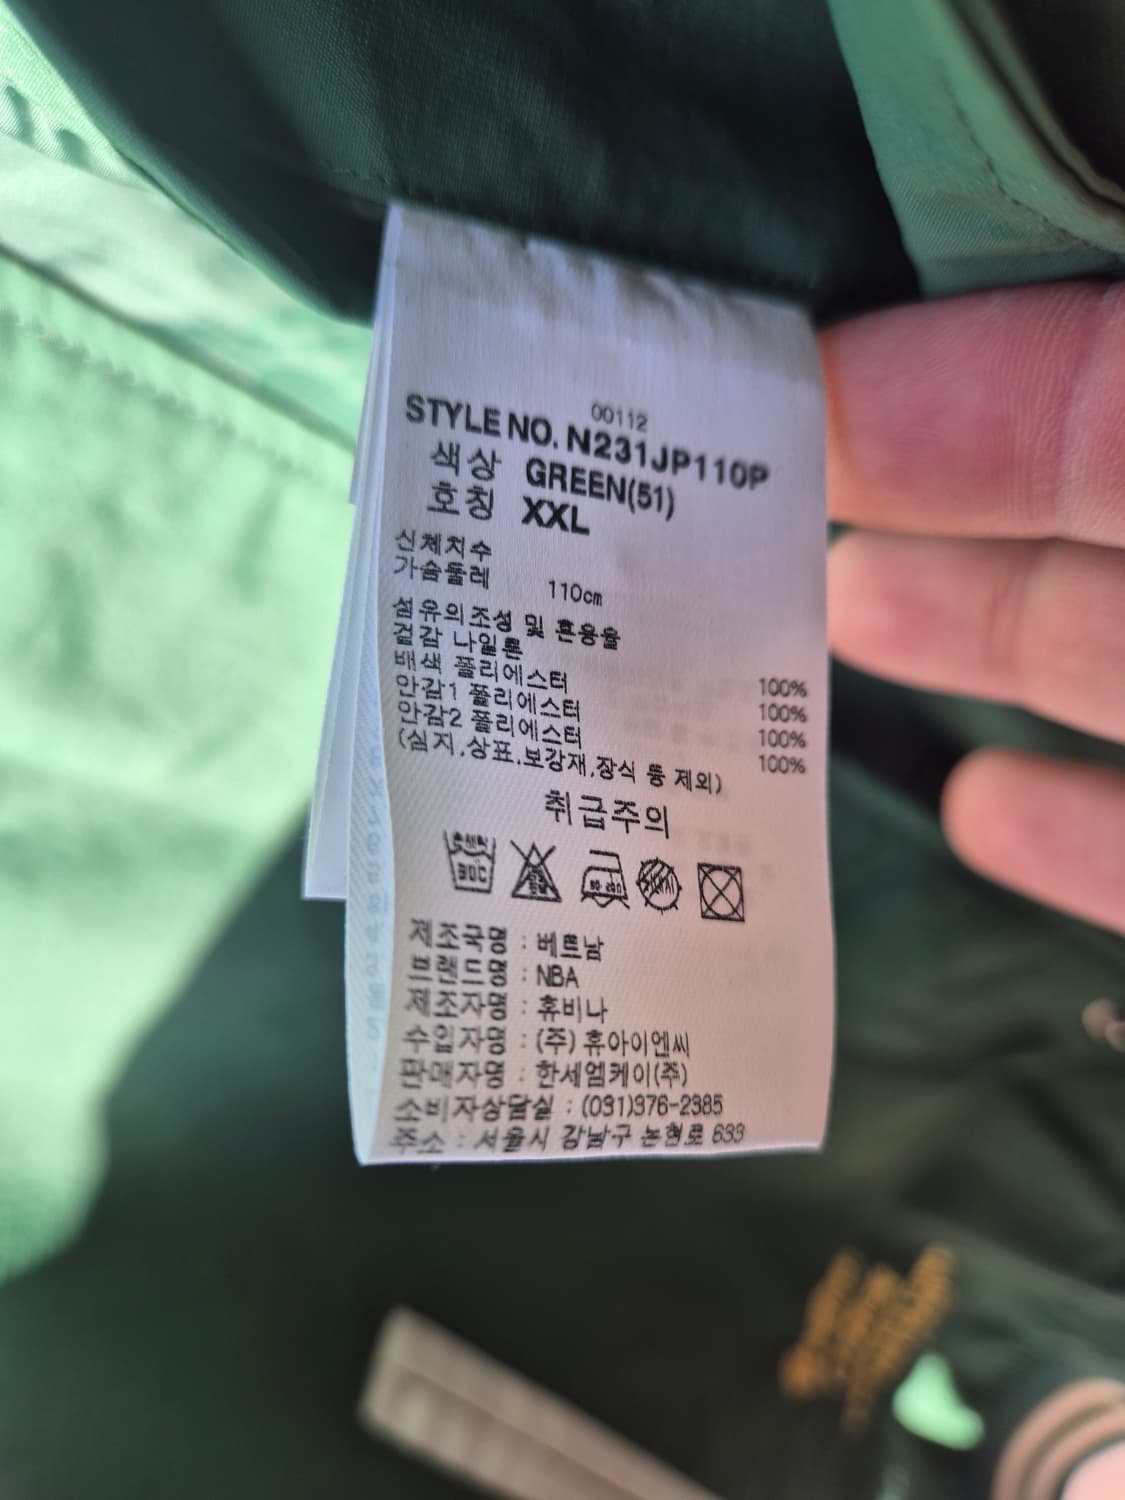 00112
STYLE NO. N231JP110P
색상 GREEN(51)
호칭 XXL
신체치수
가슴둘레 110cm
섬유의조성 및 혼용율
겉감 나일론 100%
배색 폴리에스터 100%
안감1 폴리에스터 100%
안감2 폴리에스터 100%
(심지,상표,보강재,장식 등 제외)
취급주의
제조국명 : 베트남
브랜드명 : NBA
제조자명 : 휴비나
수입자명 : (주) 휴아이엔씨
판매자명 : 한세엠케이(주)
소비자상담실 : (031)376-2385
주소 : 서울시 강남구 논현로 633